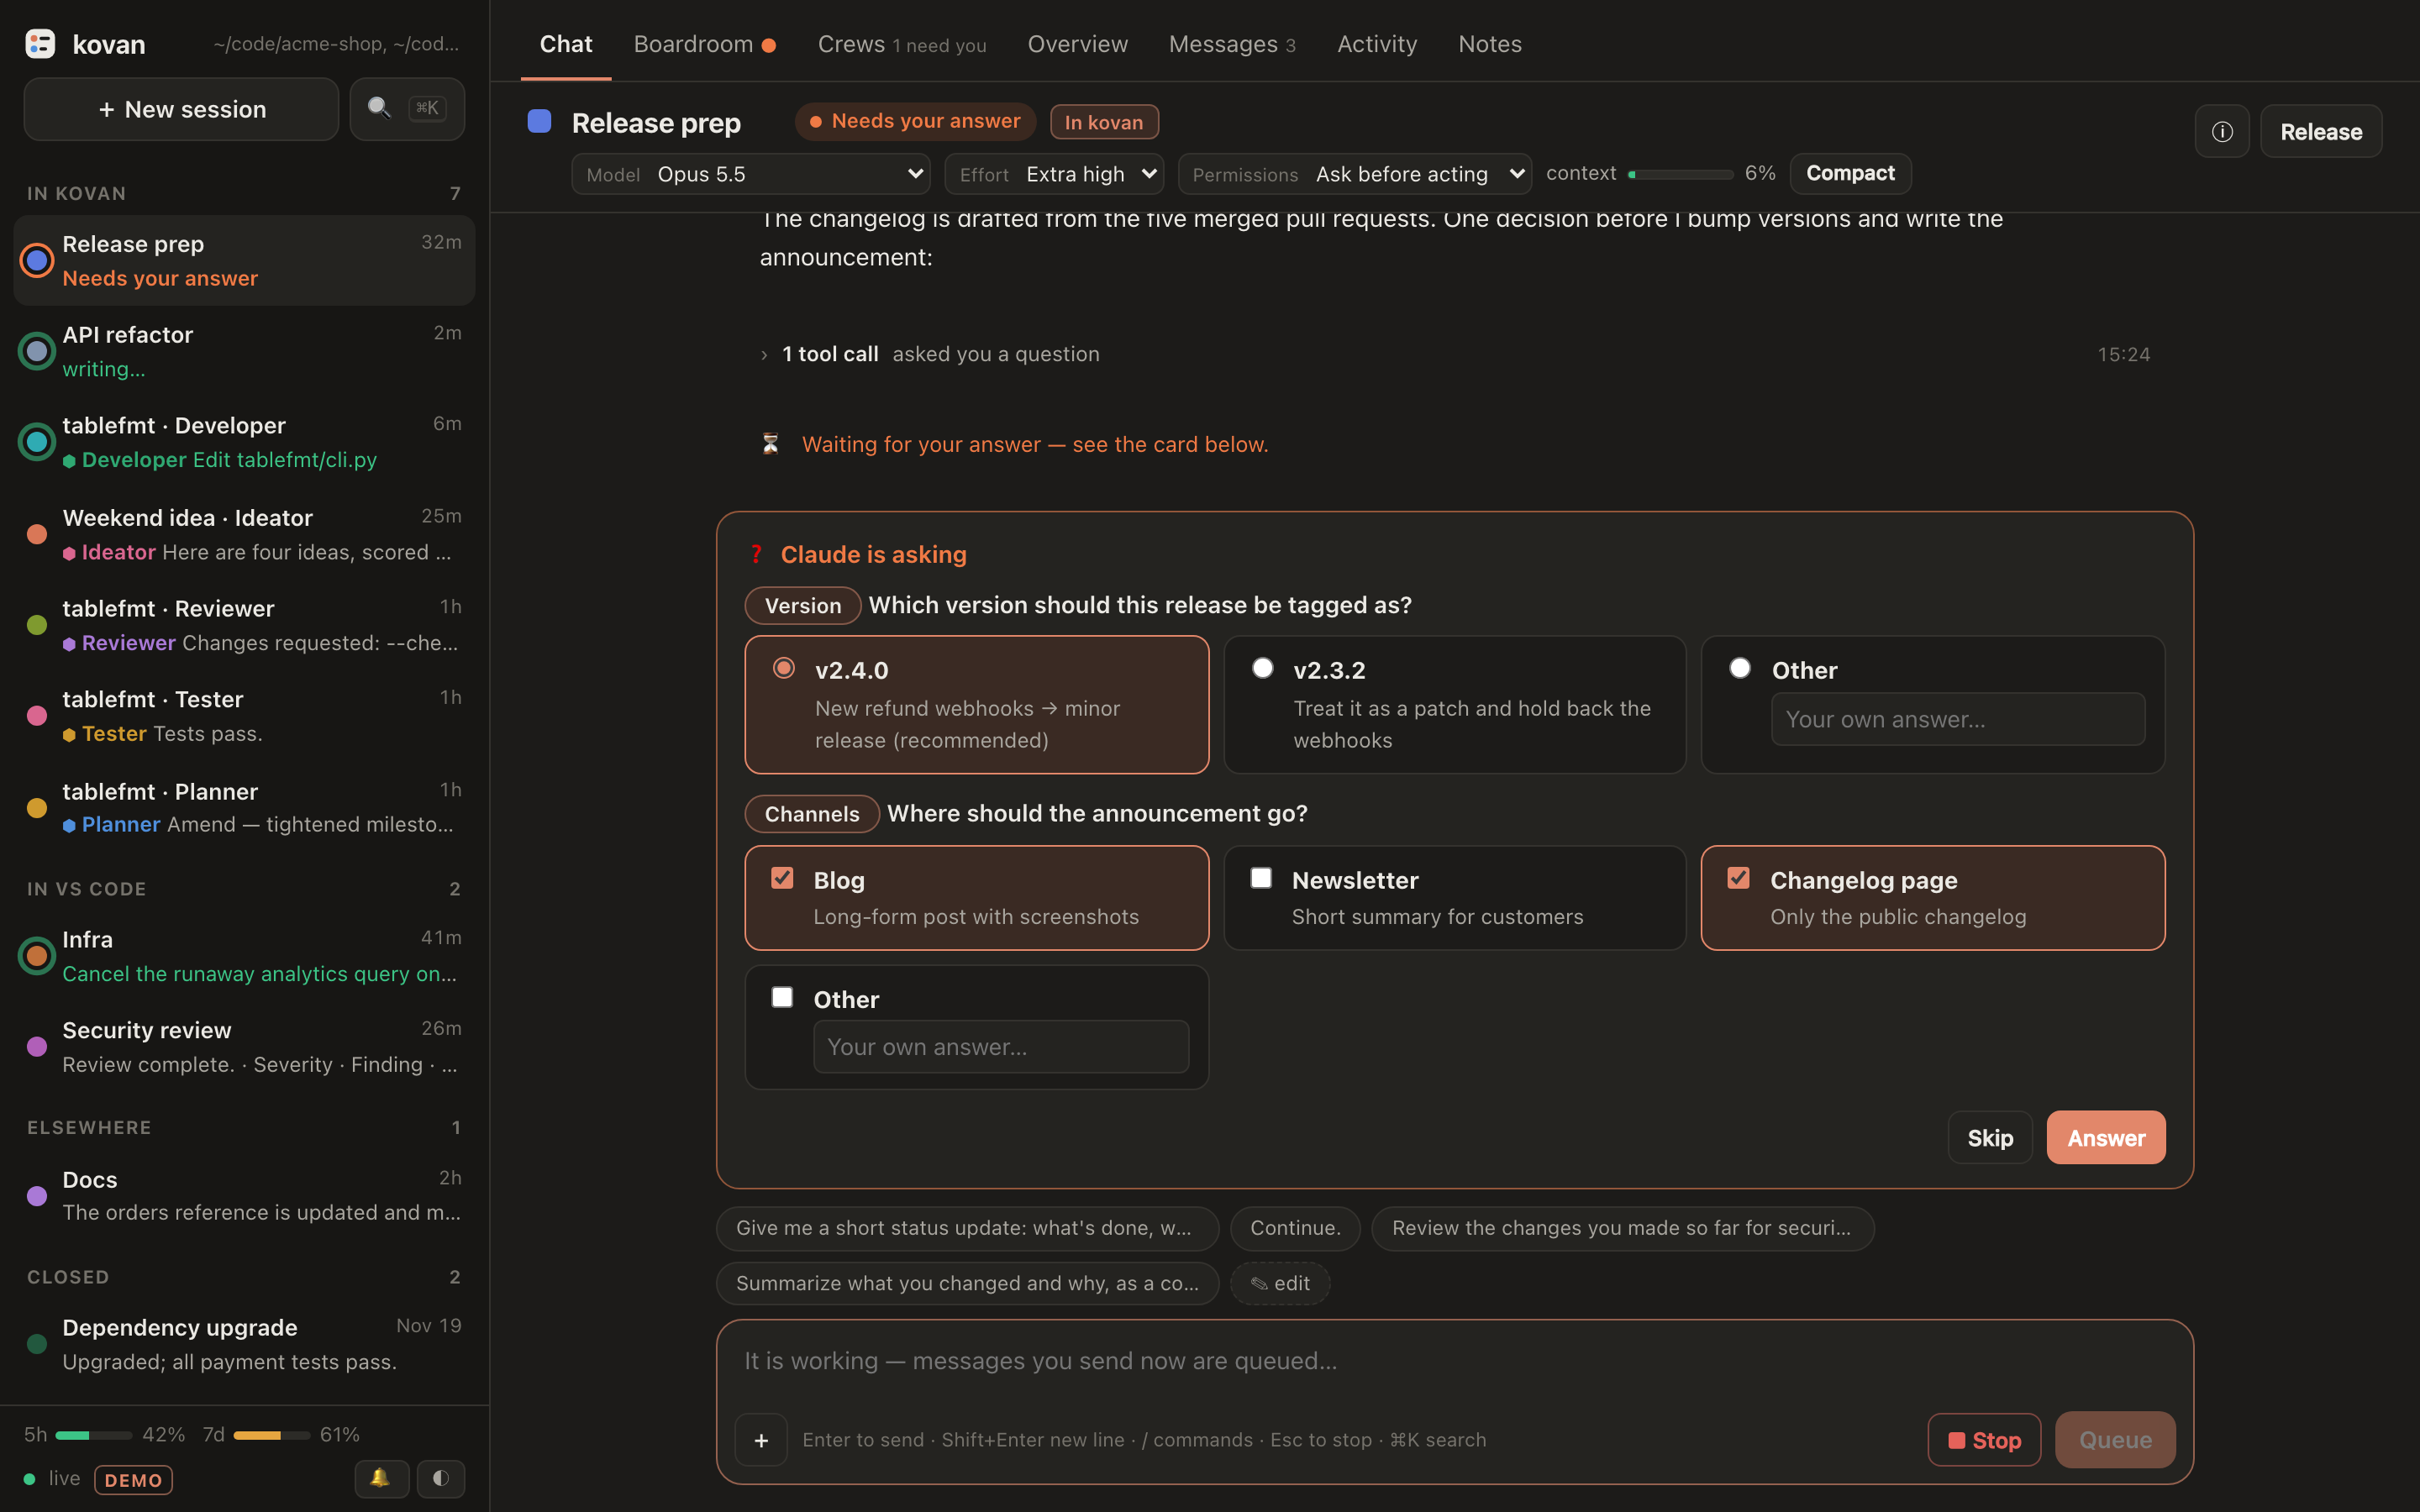 kovan ~/code/acme-shop, ~/cod...
+ New session ⌘K
IN KOVAN 7
Release prep 32m
Needs your answer
API refactor 2m
writing...
tablefmt · Developer 6m
Developer Edit tablefmt/cli.py
Weekend idea · Ideator 25m
Ideator Here are four ideas, scored ...
tablefmt · Reviewer 1h
Reviewer Changes requested: --che...
tablefmt · Tester 1h
Tester Tests pass.
tablefmt · Planner 1h
Planner Amend — tightened milesto...
IN VS CODE 2
Infra 41m
Cancel the runaway analytics query on...
Security review 26m
Review complete. · Severity · Finding · ...
ELSEWHERE 1
Docs 2h
The orders reference is updated and m...
CLOSED 2
Dependency upgrade Nov 19
Upgraded; all payment tests pass.
5h 42% 7d 61%
live DEMO
Chat Boardroom Crews 1 need you Overview Messages 3 Activity Notes
Release prep Needs your answer In kovan ⓘ Release
Model Opus 5.5 Effort Extra high Permissions Ask before acting context 6% Compact
The changelog is drafted from the five merged pull requests. One decision before I bump versions and write the
announcement:
› 1 tool call asked you a question 15:24
Waiting for your answer — see the card below.
? Claude is asking
Version Which version should this release be tagged as?
v2.4.0
New refund webhooks → minor
release (recommended)
v2.3.2
Treat it as a patch and hold back the
webhooks
Other
Your own answer...
Channels Where should the announcement go?
Blog
Long-form post with screenshots
Newsletter
Short summary for customers
Changelog page
Only the public changelog
Other
Your own answer...
Skip Answer
Give me a short status update: what's done, w... Continue. Review the changes you made so far for securi...
Summarize what you changed and why, as a co... ✎ edit
It is working — messages you send now are queued...
+ Enter to send · Shift+Enter new line · / commands · Esc to stop · ⌘K search Stop Queue